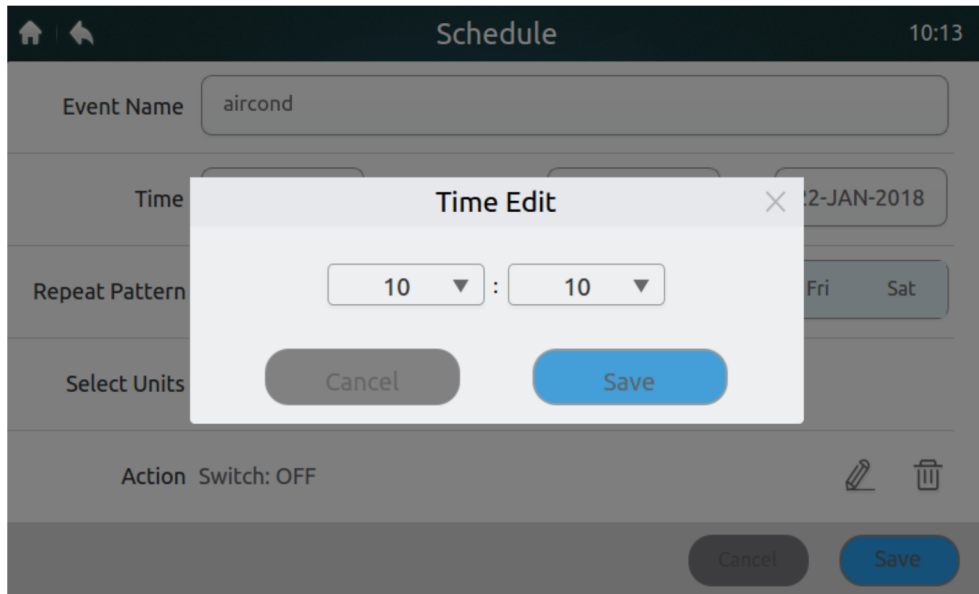 Schedule 10:13
Event Name aircond
Time 22-JAN-2018
Time Edit
Repeat Pattern Fri Sat
10 : 10
Select Units
Cancel Save
Action Switch: OFF
Cancel Save